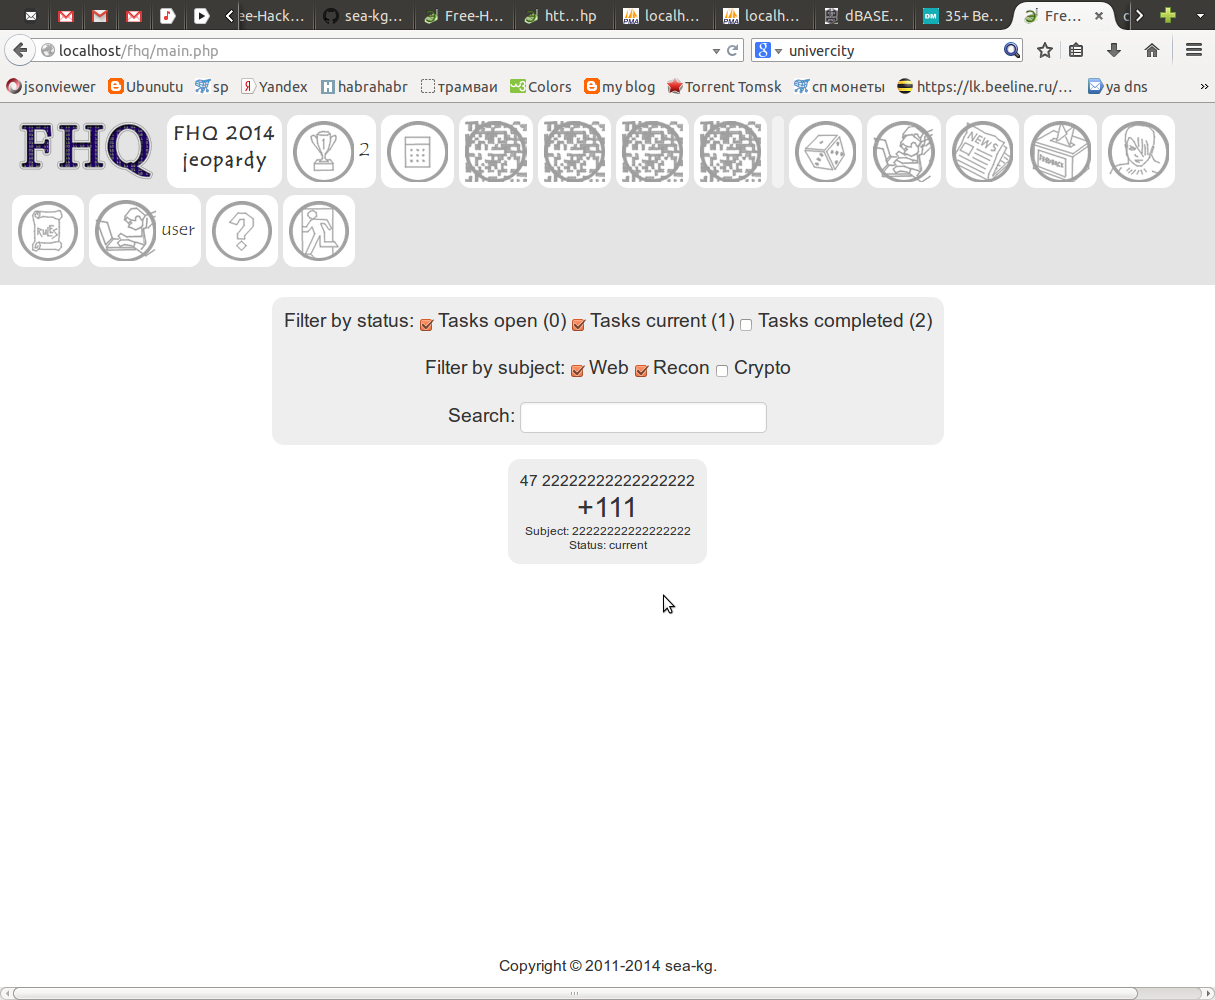 ee-Hack... sea-kg... Free-H... htt...hp localh... localh... dBASE... 35+ Be... Fre...
localhost/fhq/main.php univercity
jsonviewer Ubunutu sp Yandex habrahabr трамваи Colors my blog Torrent Tomsk сп монеты https://lk.beeline.ru/... ya dns
FHQ
FHQ 2014
jeopardy
2
NEWS
FEEDBACK
RULES
user
Filter by status: Tasks open (0) Tasks current (1) Tasks completed (2)
Filter by subject: Web Recon Crypto
Search:
47 22222222222222222
+111
Subject: 22222222222222222
Status: current
Copyright © 2011-2014 sea-kg.